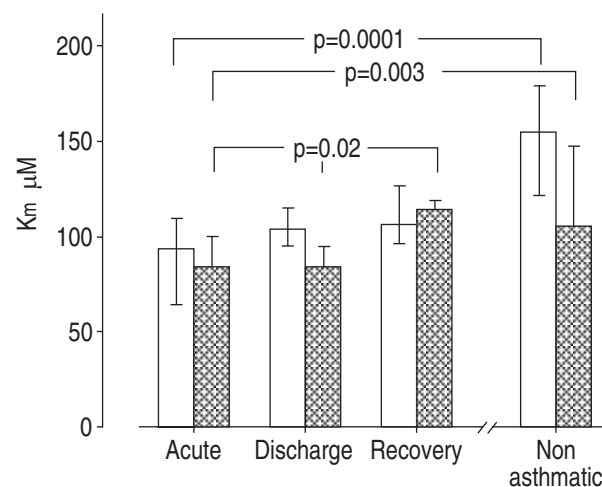 200
150
100
50
0
Km μM
p=0.0001
p=0.003
p=0.02
Acute Discharge Recovery Non
asthmatic